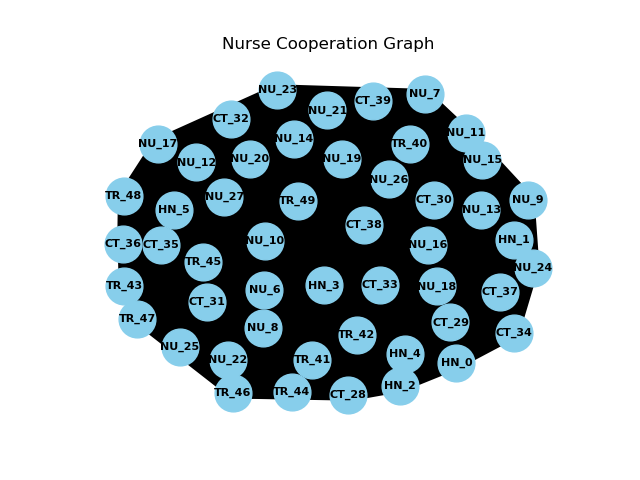 Nurse Cooperation Graph
NU_23
NU_7
CT_39
NU_21
CT_32
NU_11
NU_14
NU_17
TR_40
NU_20
NU_19
NU_15
NU_12
NU_26
TR_48
NU_27
TR_49
CT_30
NU_9
HN_5
NU_13
CT_38
HN_1
NU_10
CT_36
CT_35
NU_16
TR_45
NU_24
TR_43
NU_6
HN_3
CT_33
NU_18
CT_37
CT_31
TR_47
CT_29
NU_8
CT_34
TR_42
NU_25
HN_4
NU_22
TR_41
HN_0
HN_2
TR_46
TR_44
CT_28